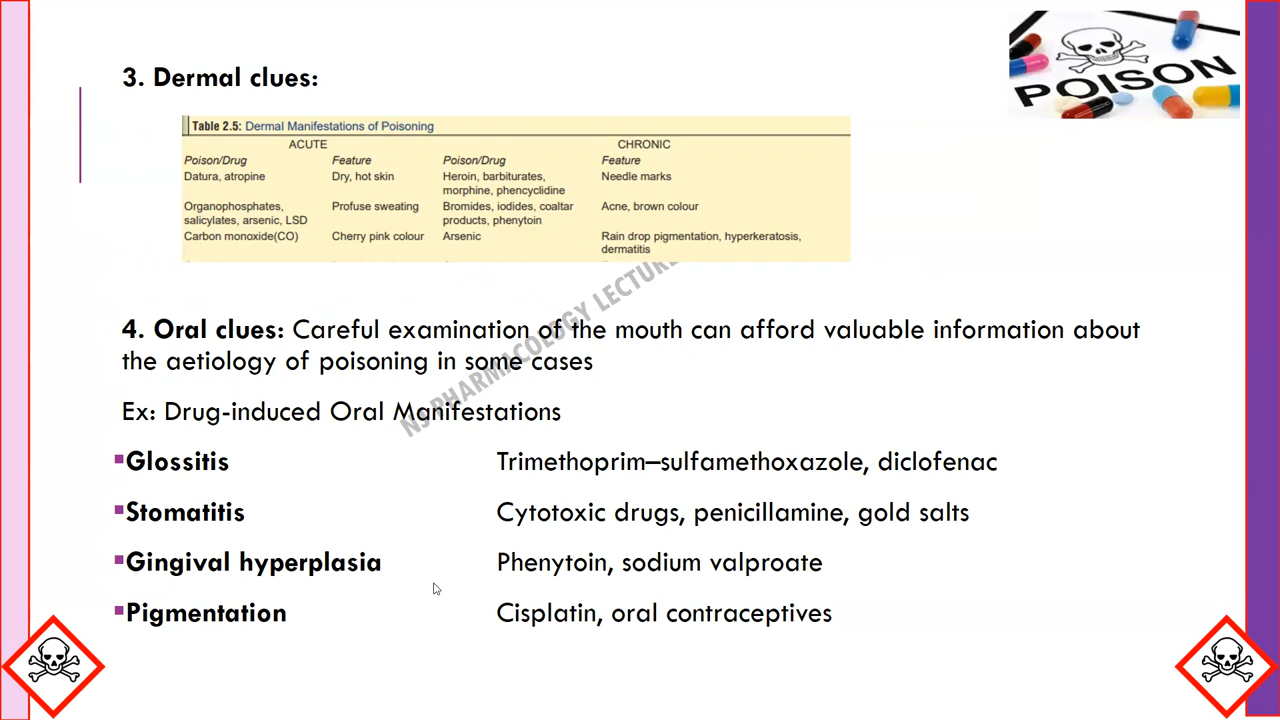 POISON
3. Dermal clues:
Table 2.5: Dermal Manifestations of Poisoning
ACUTE CHRONIC
Poison/Drug Feature Poison/Drug Feature
Datura, atropine Dry, hot skin Heroin, barbiturates, Needle marks
morphine, phencyclidine
Organophosphates, Profuse sweating Bromides, iodides, coaltar Acne, brown colour
salicylates, arsenic, LSD products, phenytoin
Carbon monoxide(CO) Cherry pink colour Arsenic Rain drop pigmentation, hyperkeratosis,
dermatitis
NJ PHARMACOLOGY LECTURE
4. Oral clues: Careful examination of the mouth can afford valuable information about
the aetiology of poisoning in some cases
Ex: Drug-induced Oral Manifestations
Glossitis Trimethoprim–sulfamethoxazole, diclofenac
Stomatitis Cytotoxic drugs, penicillamine, gold salts
Gingival hyperplasia Phenytoin, sodium valproate
Pigmentation Cisplatin, oral contraceptives